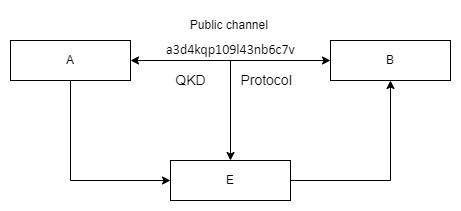 Public channel
a3d4kqp109l43nb6c7v
A
B
QKD Protocol
E